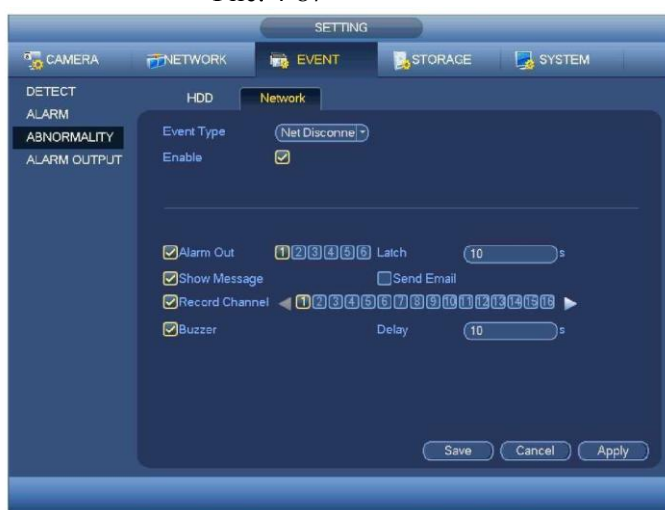 SETTING
CAMERA NETWORK EVENT STORAGE SYSTEM
DETECT
ALARM
ABNORMALITY
ALARM OUTPUT
HDD Network
Event Type Net Disconne
Enable
Alarm Out 1 2 3 4 5 6 Latch 10 s
Show Message Send Email
Record Channel 1 2 3 4 5 6 7 8 9 10 11 12 13 14 15 16
Buzzer Delay 10 s
Save Cancel Apply